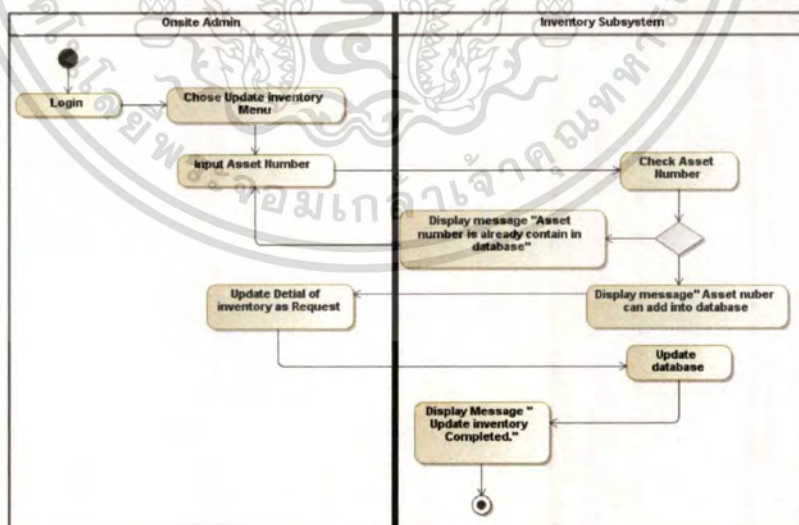 Onsite Admin
Inventory Subsystem
Login
Chose Update inventory
Menu
Input Asset Number
Check Asset
Number
Display message "Asset
number is already contain in
database"
Update Detial of
inventory as Request
Display message" Asset nuber
can add into database
Update
database
Display Message "
Update inventory
Completed."